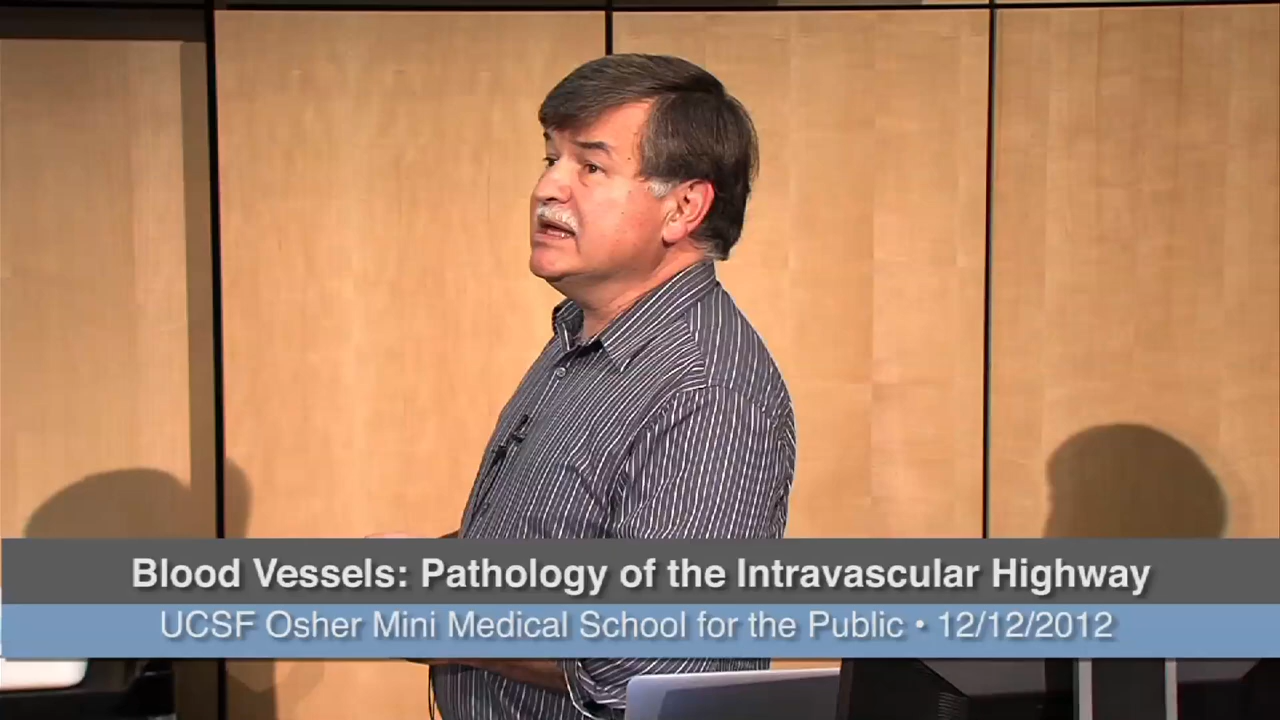 Blood Vessels: Pathology of the Intravascular Highway
UCSF Osher Mini Medical School for the Public • 12/12/2012